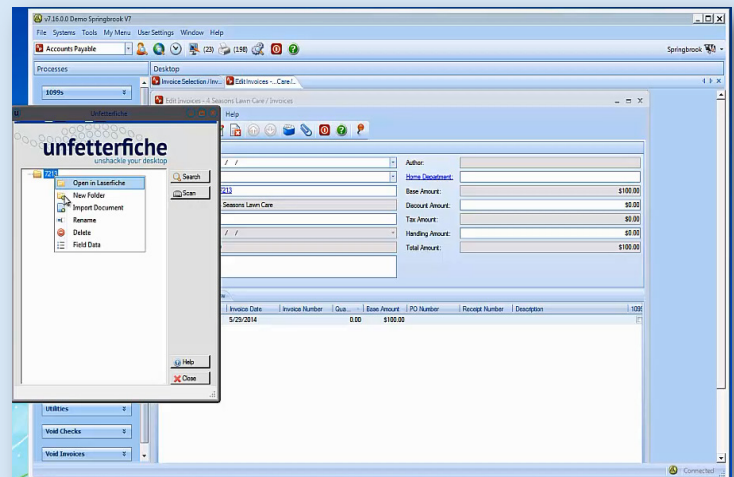 v7.16.0.0 Demo Springbrook V7
File Systems Tools My Menu User Settings Window Help
Accounts Payable
(23)
(198)
Springbrook
Processes
Desktop
Invoice Selection / Inv...
Edit Invoices - ...Care /...
1099s
Edit Invoices - 4 Seasons Lawn Care / Invoices
Unfetterfiche
Help
unfetterfiche
unshackle your desktop
7213
Search
Scan
Open in Laserfiche
New Folder
Import Document
Rename
Delete
Field Data
/ /
Author:
Home Department:
7213
Base Amount: $100.00
Seasons Lawn Care
Discount Amount: $0.00
Tax Amount: $0.00
/ /
Handling Amount: $0.00
Total Amount: $100.00
Invoice Date Invoice Number Qua... Base Amount PO Number Receipt Number Description 1099
5/29/2014 0.00 $100.00
Help
Close
Utilities
Void Checks
Void Invoices
Connected